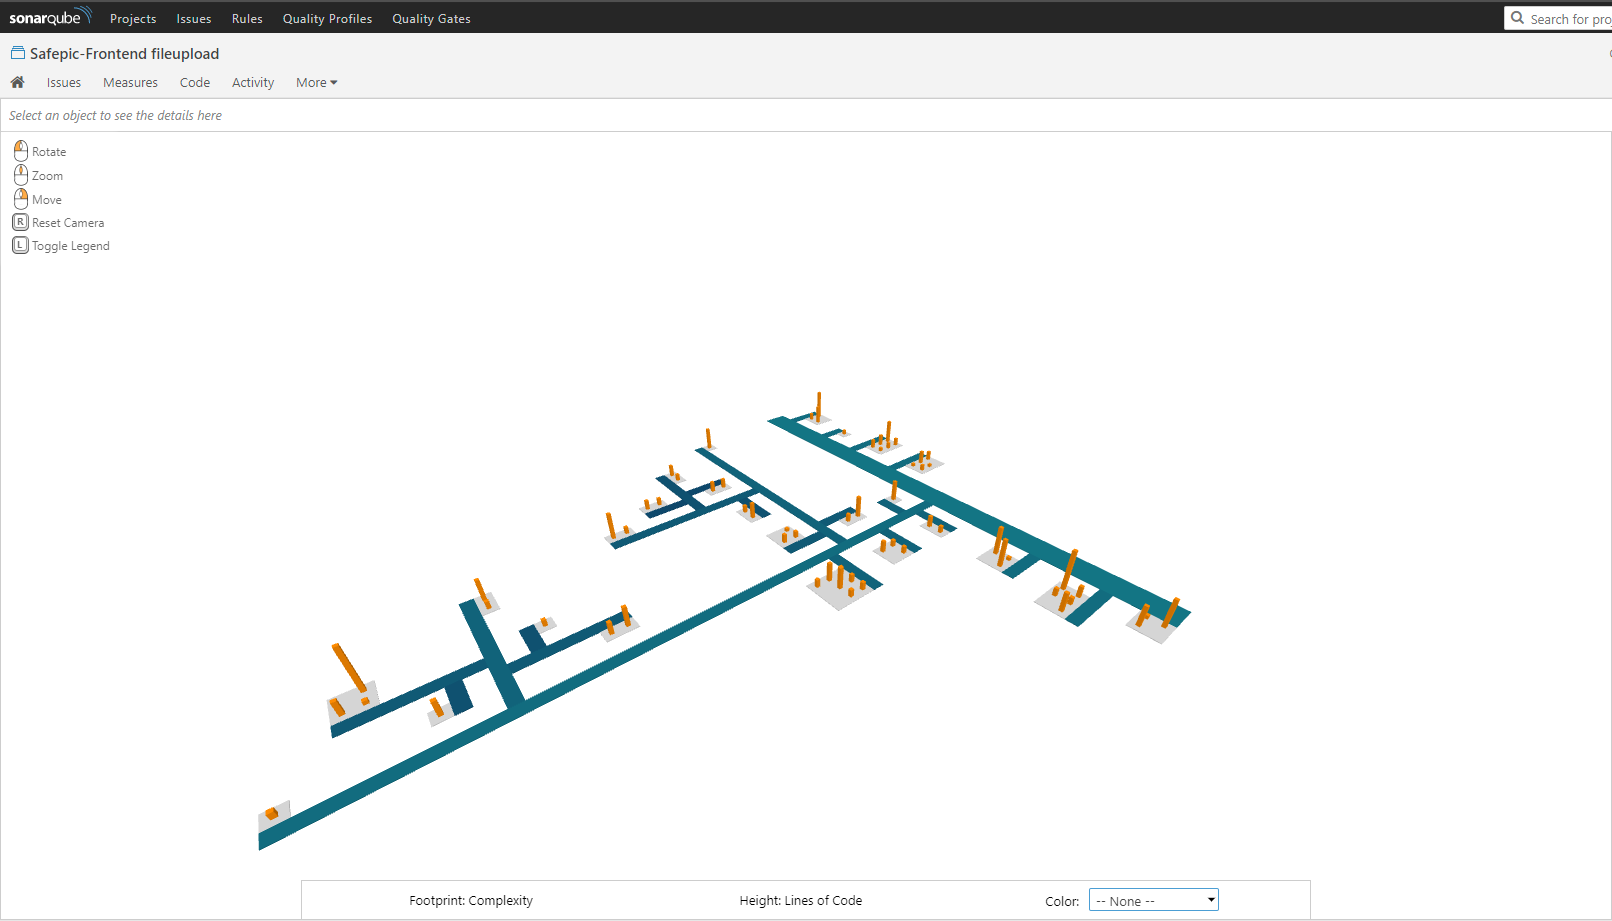 sonarqube Projects Issues Rules Quality Profiles Quality Gates Search for pro
Safepic-Frontend fileupload
Issues Measures Code Activity More
Select an object to see the details here
Rotate
Zoom
Move
R Reset Camera
L Toggle Legend
Footprint: Complexity Height: Lines of Code Color: -- None --